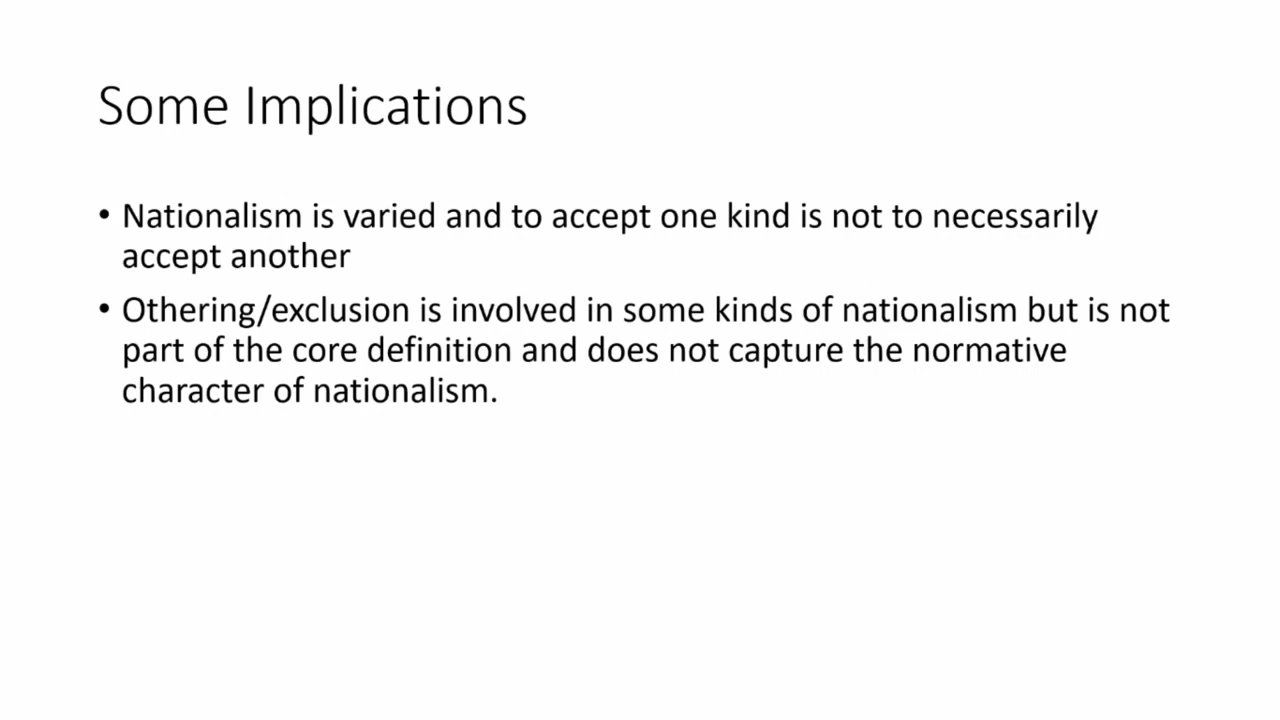 Some Implications
• Nationalism is varied and to accept one kind is not to necessarily
accept another
• Othering/exclusion is involved in some kinds of nationalism but is not
part of the core definition and does not capture the normative
character of nationalism.